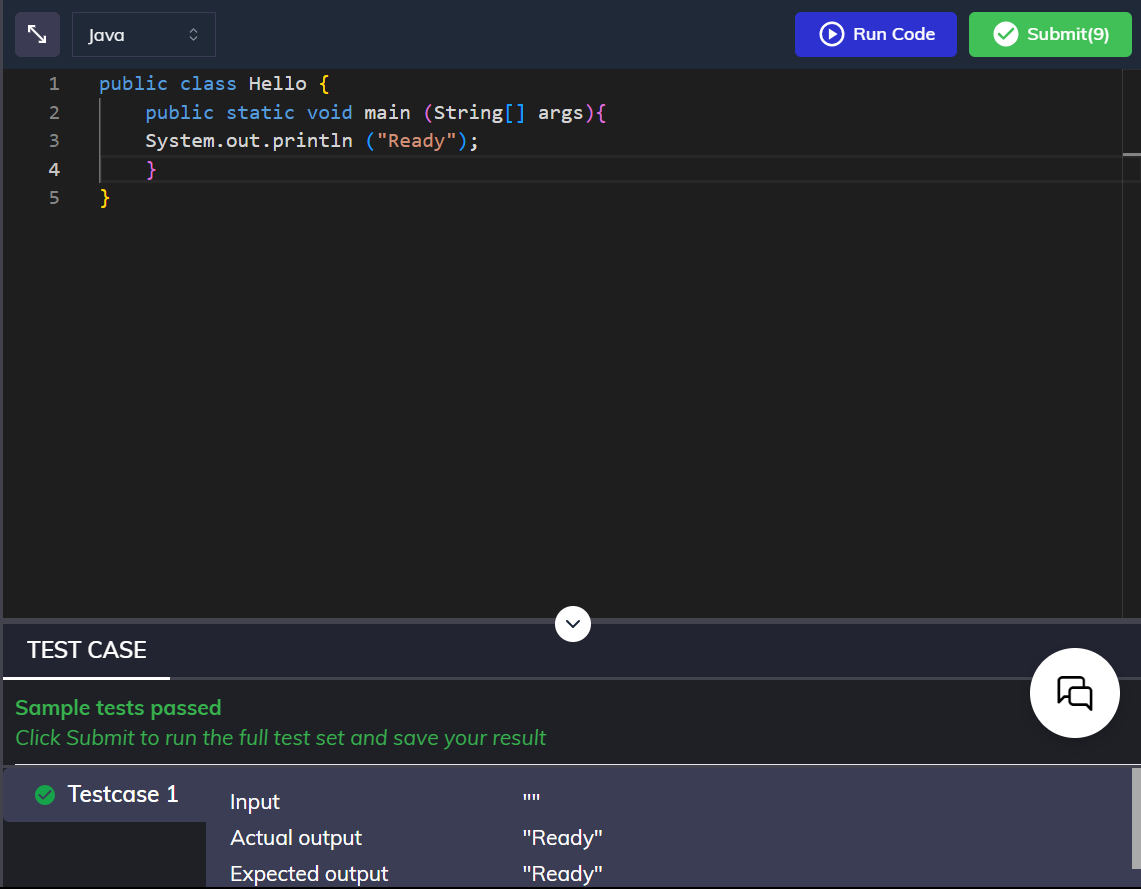 Java Run Code Submit(9)
1 public class Hello {
2     public static void main (String[] args){
3     System.out.println ("Ready");
4     }
5 }
TEST CASE
Sample tests passed
Click Submit to run the full test set and save your result
Testcase 1
Input ""
Actual output "Ready"
Expected output "Ready"